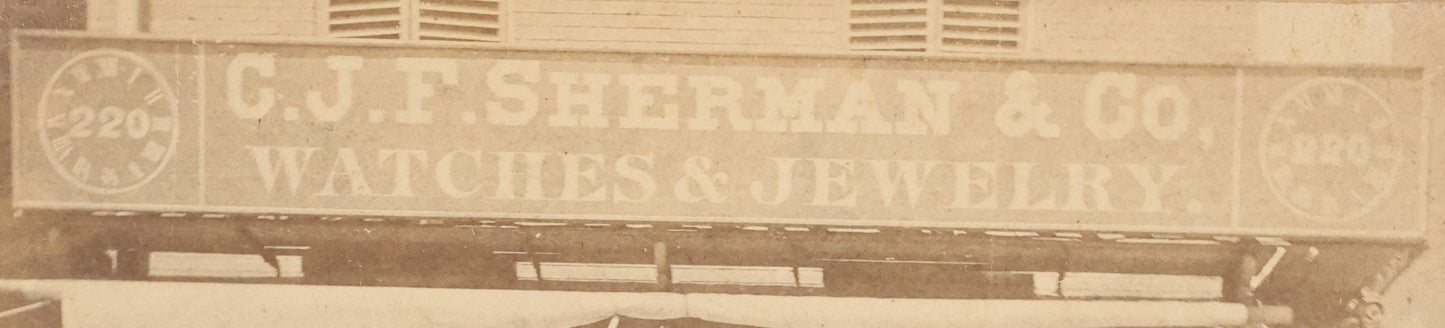 220
C.J.F. SHERMAN & CO,
WATCHES & JEWELRY.
220